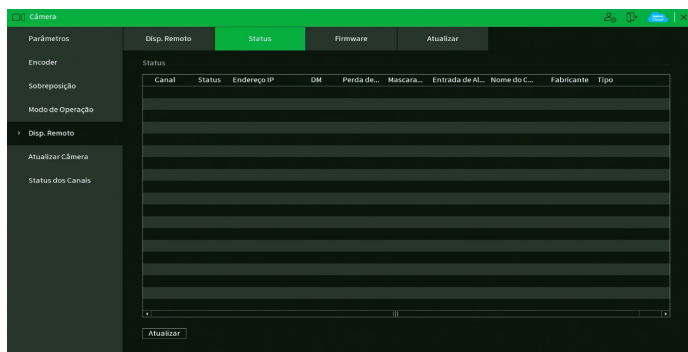 Câmera
Parâmetros
Encoder
Sobreposição
Modo de Operação
Disp. Remoto
Atualizar Câmera
Status dos Canais
Disp. Remoto Status Firmware Atualizar
Status
Canal Status Endereço IP DM Perda de... Mascara... Entrada de Al... Nome do C... Fabricante Tipo
Atualizar